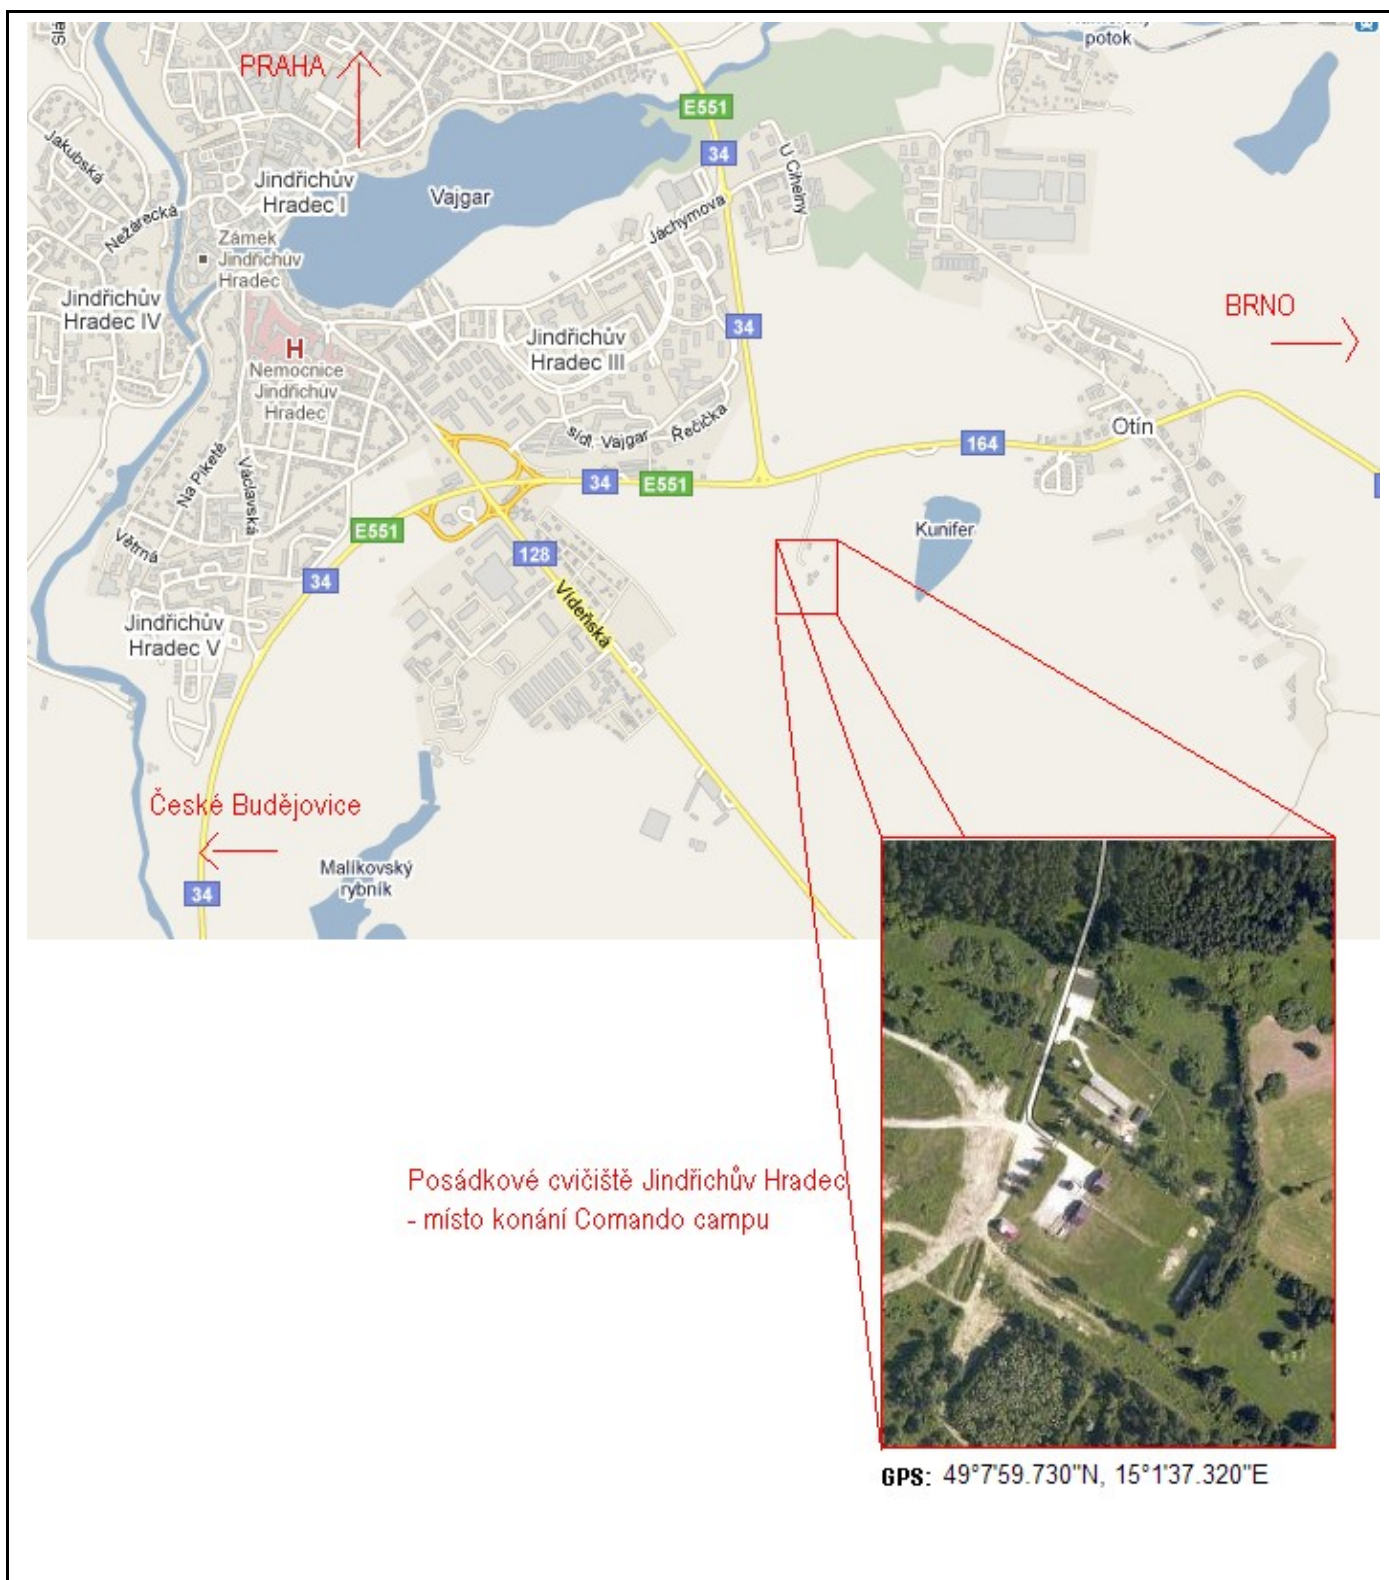 potok
PRAHA
E551
34
U Cihelny
Jakubská
Jindřichův
Hradec I
Vajgar
Nežárecká
Jáchymova
Zámek
Jindřichův
Hradec
Jindřichův
Hradec IV
BRNO
34
H
Nemocnice
Jindřichův
Hradec
Jindřichův
Hradec III
Řečička
sídl. Vajgar
Otín
164
Na Piketě
Václavská
34
E551
E551
Kunifer
Větrná
128
34
Vídeňská
Jindřichův
Hradec V
České Budějovice
Malíkovský
rybník
34
Posádkové cvičiště Jindřichův Hradec
- místo konání Comando campu
GPS: 49°7'59.730"N, 15°1'37.320"E